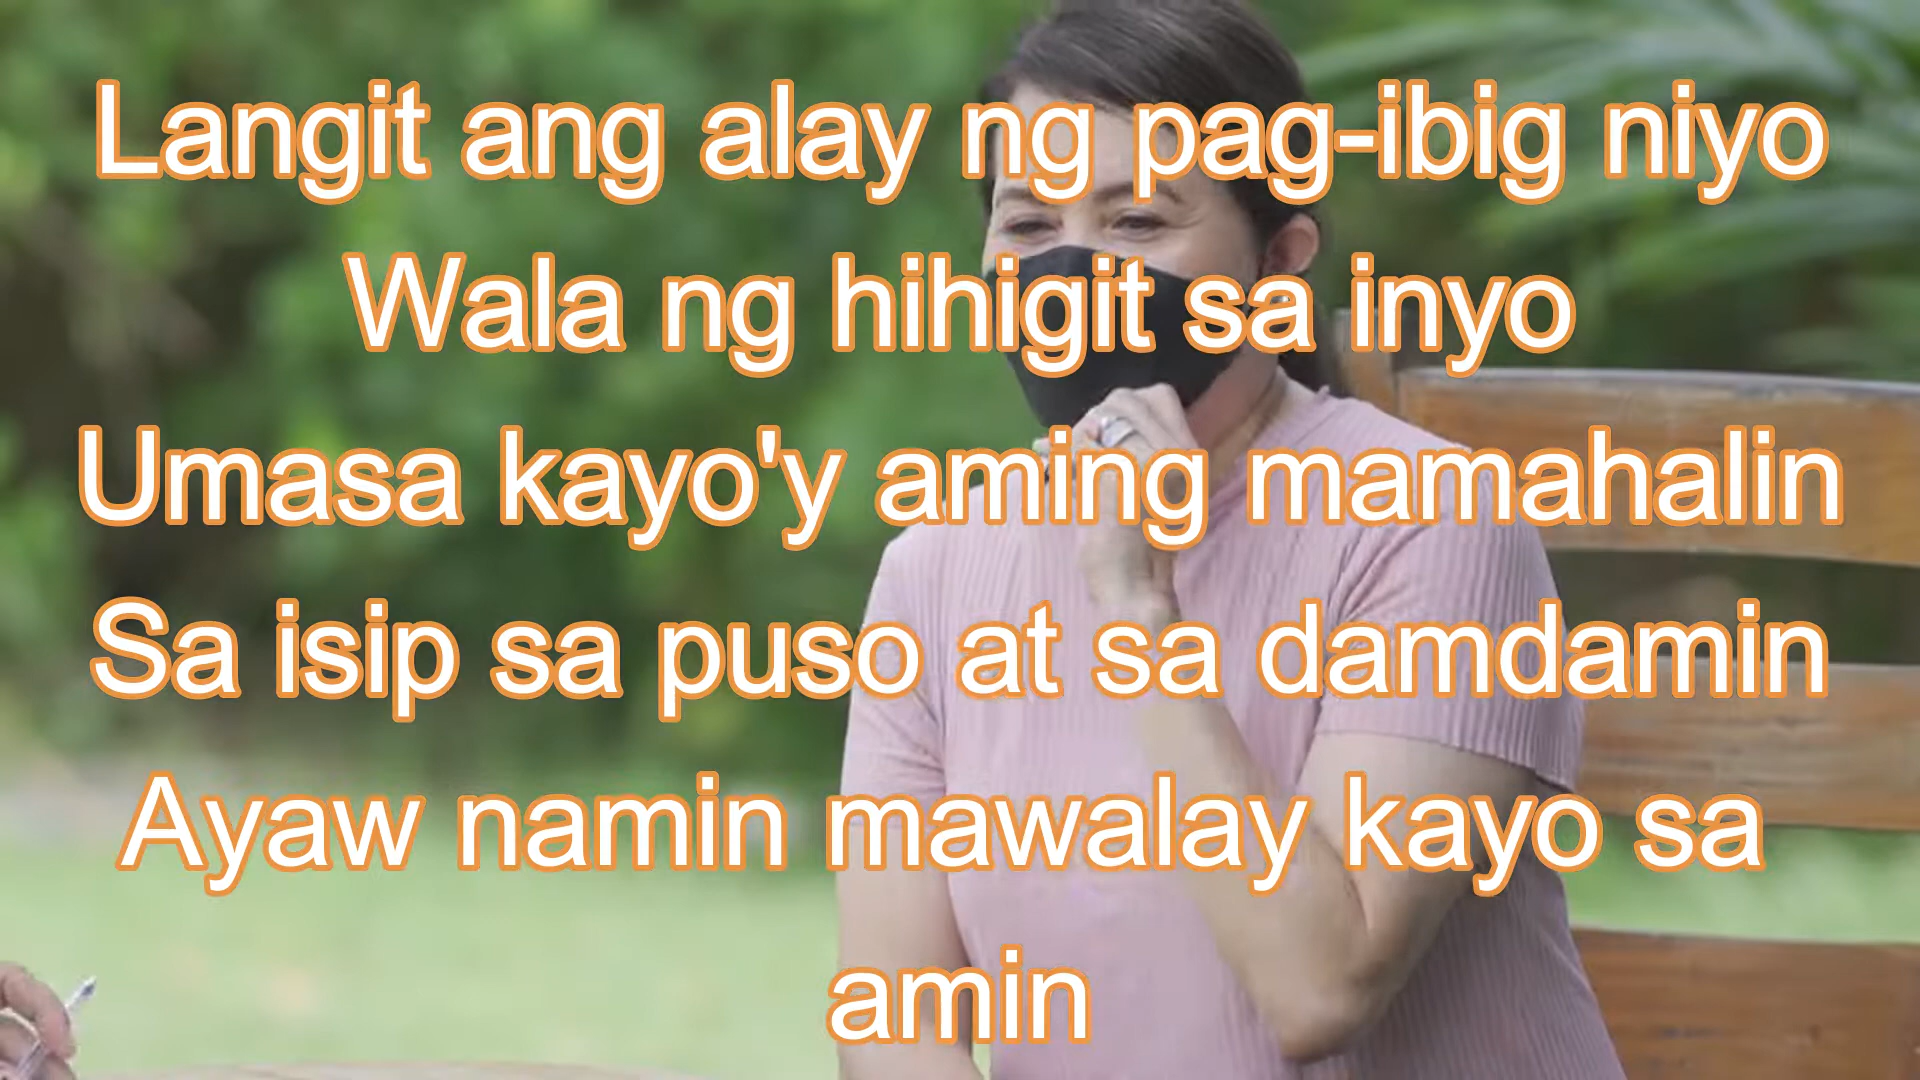 Langit ang alay ng pag-ibig niyo
Wala ng hihigit sa inyo
Umasa kayo'y aming mamahalin
Sa isip sa puso at sa damdamin
Ayaw namin mawalay kayo sa
amin